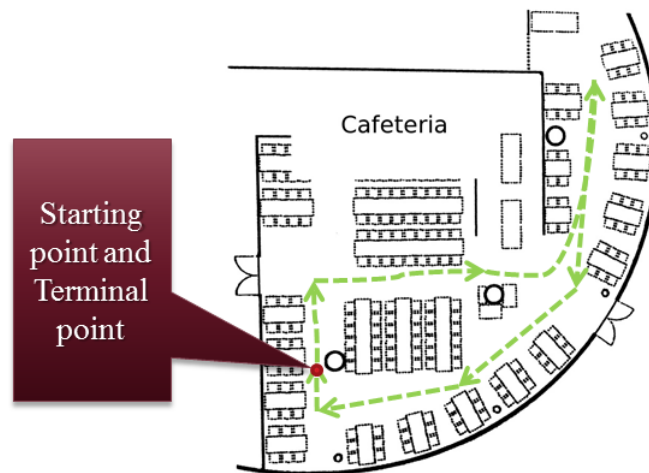 Cafeteria
Starting
point and
Terminal
point